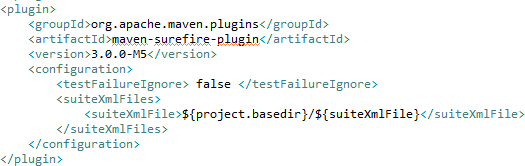 <plugin>
    <groupId>org.apache.maven.plugins</groupId>
    <artifactId>maven-surefire-plugin</artifactId>
    <version>3.0.0-M5</version>
    <configuration>
        <testFailureIgnore> false </testFailureIgnore>
        <suiteXmlFiles>
            <suiteXmlFile>${project.basedir}/${suiteXmlFile}</suiteXmlFile>
        </suiteXmlFiles>
    </configuration>
</plugin>